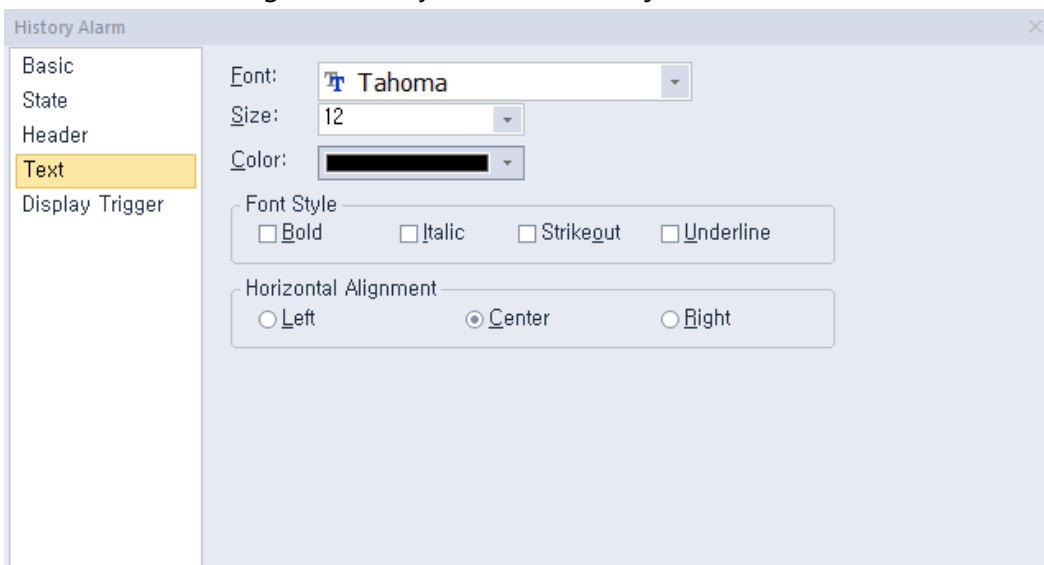 History Alarm
Basic
State
Header
Text
Display Trigger
Font: Tahoma
Size: 12
Color:
Font Style
Bold Italic Strikeout Underline
Horizontal Alignment
Left Center Right